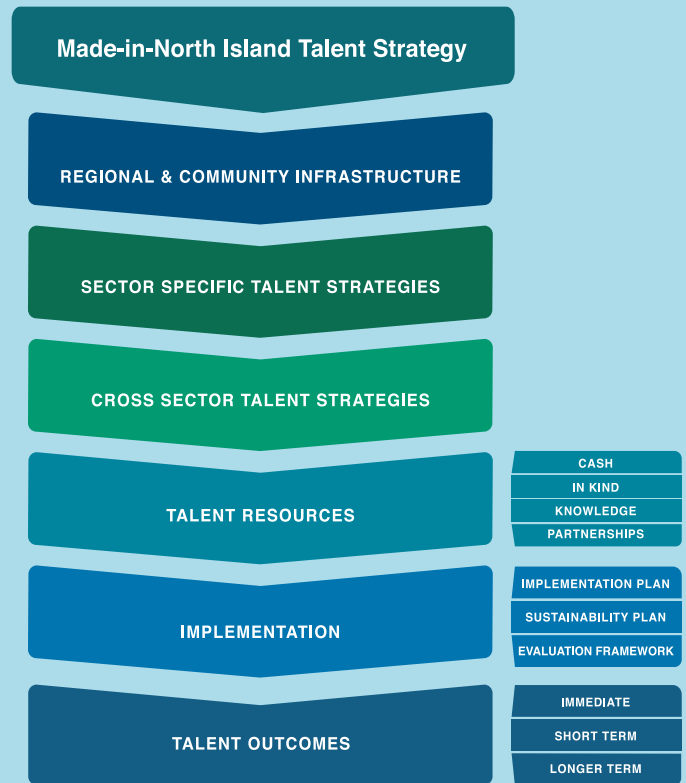 Made-in-North Island Talent Strategy
REGIONAL & COMMUNITY INFRASTRUCTURE
SECTOR SPECIFIC TALENT STRATEGIES
CROSS SECTOR TALENT STRATEGIES
TALENT RESOURCES
CASH
IN KIND
KNOWLEDGE
PARTNERSHIPS
IMPLEMENTATION
IMPLEMENTATION PLAN
SUSTAINABILITY PLAN
EVALUATION FRAMEWORK
TALENT OUTCOMES
IMMEDIATE
SHORT TERM
LONGER TERM